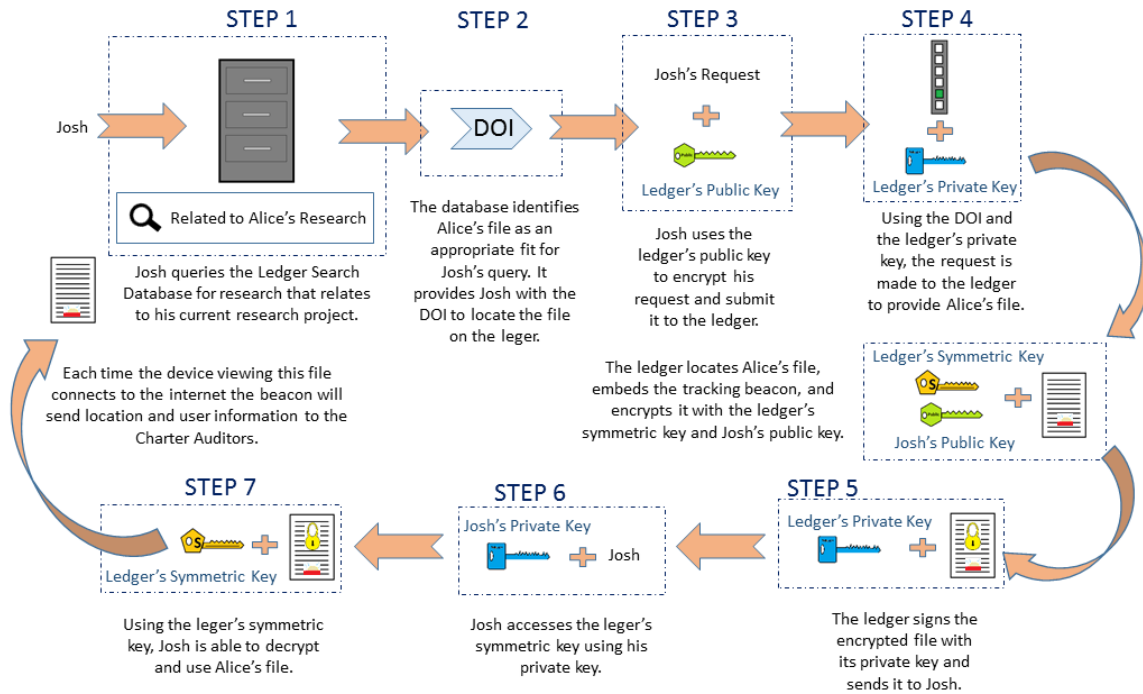 STEP 1
Josh
Related to Alice's Research
Josh queries the Ledger Search
Database for research that relates
to his current research project.
STEP 2
DOI
The database identifies
Alice's file as an
appropriate fit for
Josh's query. It
provides Josh with the
DOI to locate the file
on the leger.
STEP 3
Josh's Request
Public
Ledger's Public Key
Josh uses the
ledger's public key
to encrypt his
request and submit
it to the ledger.
STEP 4
Ledger's Private Key
Using the DOI and
the ledger's private
key, the request is
made to the ledger
to provide Alice's file.
The ledger locates Alice's file,
embeds the tracking beacon, and
encrypts it with the ledger's
symmetric key and Josh's public key.
Ledger's Symmetric Key
S
Public
Josh's Public Key
STEP 5
Ledger's Private Key
The ledger signs the
encrypted file with
its private key and
sends it to Josh.
STEP 6
Josh's Private Key
Josh
Josh accesses the leger's
symmetric key using his
private key.
STEP 7
S
Ledger's Symmetric Key
Using the leger's symmetric
key, Josh is able to decrypt
and use Alice's file.
Each time the device viewing this file
connects to the internet the beacon will
send location and user information to the
Charter Auditors.